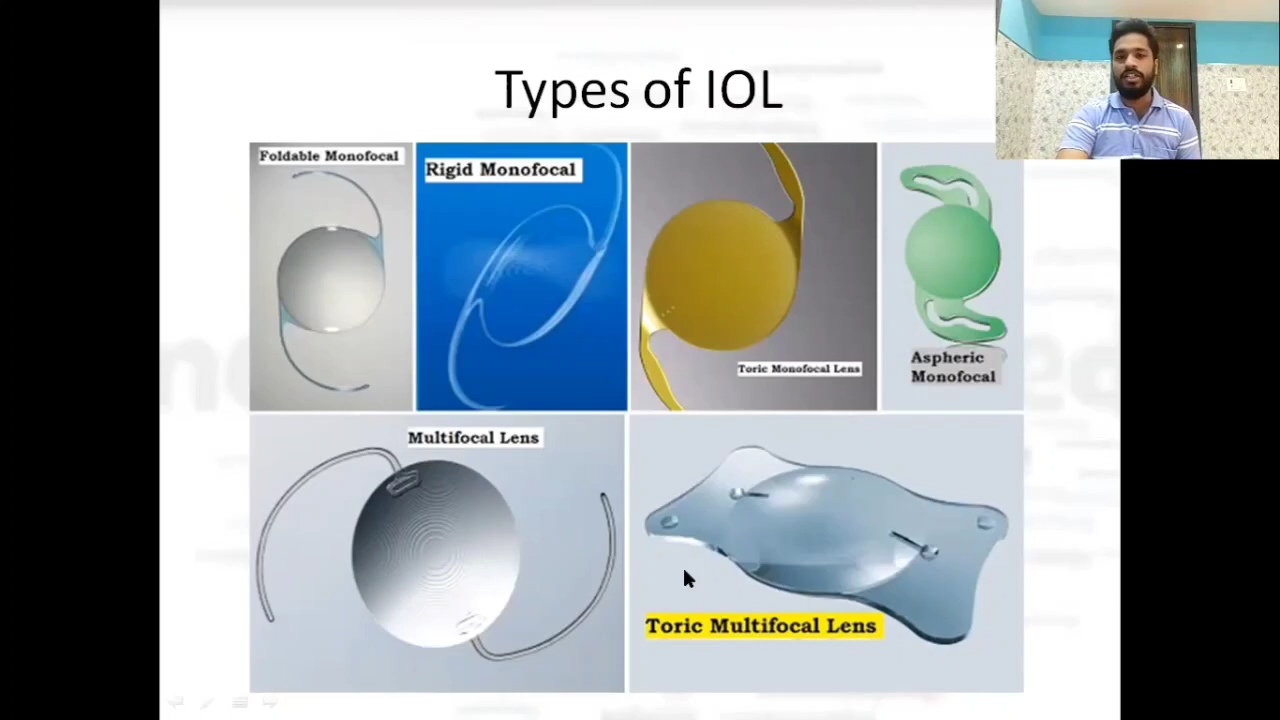 Types of IOL
Foldable Monofocal
Rigid Monofocal
Toric Monofocal Lens
Aspheric
Monofocal
Multifocal Lens
Toric Multifocal Lens